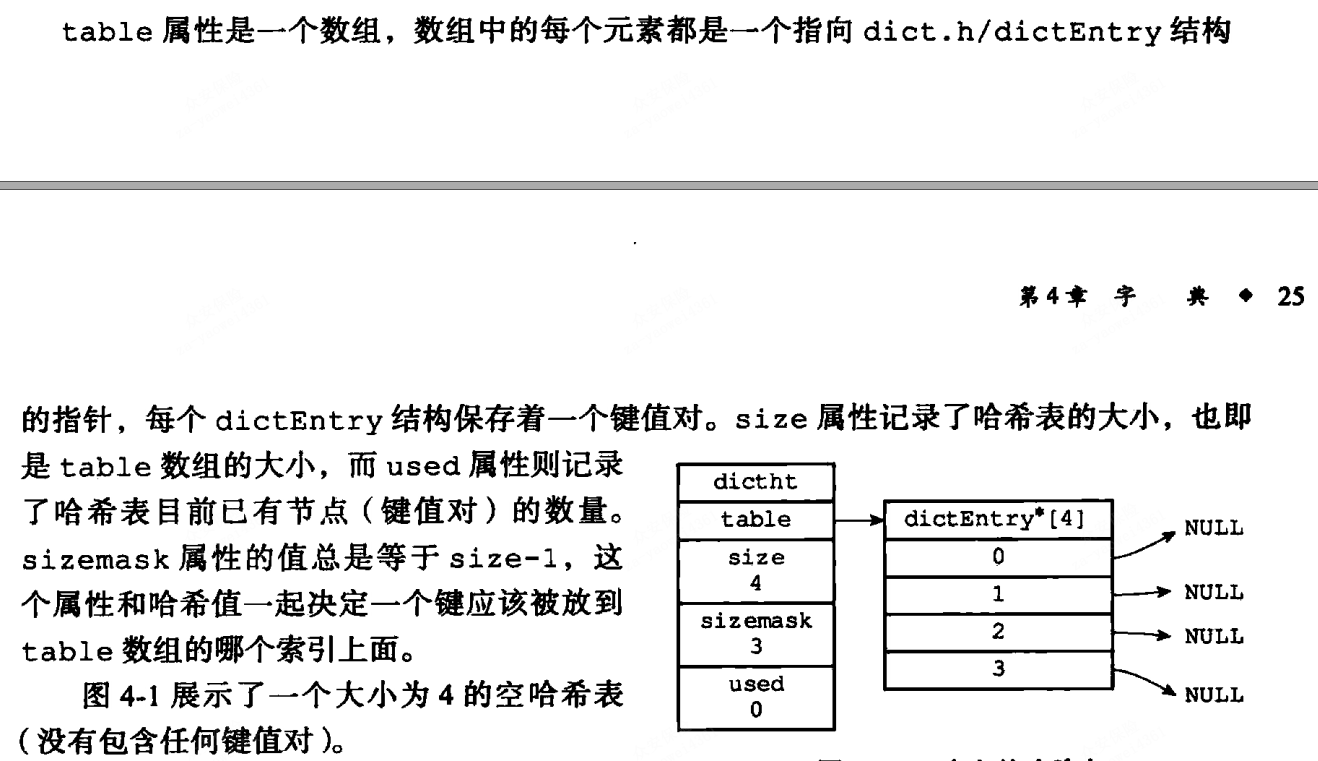 table 属性是一个数组，数组中的每个元素都是一个指向 dict.h/dictEntry 结构
第4章 字 典 ◆ 25
的指针，每个 dictEntry 结构保存着一个键值对。size 属性记录了哈希表的大小，也即
是 table 数组的大小，而 used 属性则记录
了哈希表目前已有节点（键值对）的数量。
sizemask 属性的值总是等于 size-1，这
个属性和哈希值一起决定一个键应该被放到
table 数组的哪个索引上面。
图 4-1 展示了一个大小为 4 的空哈希表
（没有包含任何键值对）。
dictht
table
size
4
sizemask
3
used
0
dictEntry*[4]
0
1
2
3
NULL
NULL
NULL
NULL